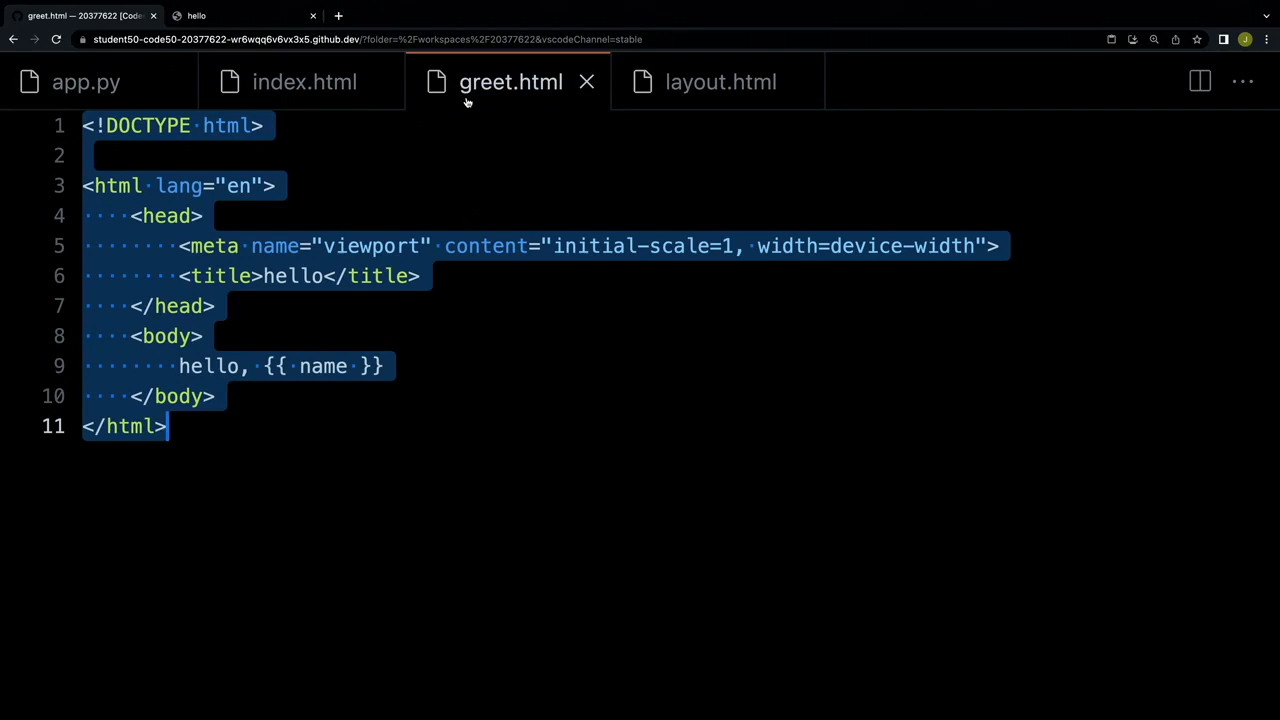 greet.html — 20377622 [Code
hello
student50-code50-20377622-wr6wqq6v6vx3x5.github.dev/?folder=%2Fworkspaces%2F20377622&vscodeChannel=stable
J
app.py
index.html
greet.html
layout.html
1 <!DOCTYPE html>
2
3 <html lang="en">
4     <head>
5         <meta name="viewport" content="initial-scale=1, width=device-width">
6         <title>hello</title>
7     </head>
8     <body>
9         hello, {{ name }}
10     </body>
11 </html>